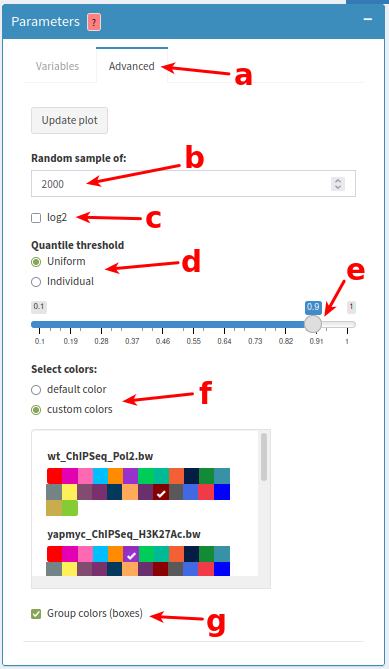 Parameters ?
Variables Advanced
a
Update plot
Random sample of:
b
2000
log2
c
Quantile threshold
Uniform
d
Individual
e
0.1 0.9 1
0.1 0.19 0.28 0.37 0.46 0.55 0.64 0.73 0.82 0.91 1
Select colors:
default color
f
custom colors
wt_ChIPSeq_Pol2.bw
yapmyc_ChIPSeq_H3K27Ac.bw
Group colors (boxes)
g